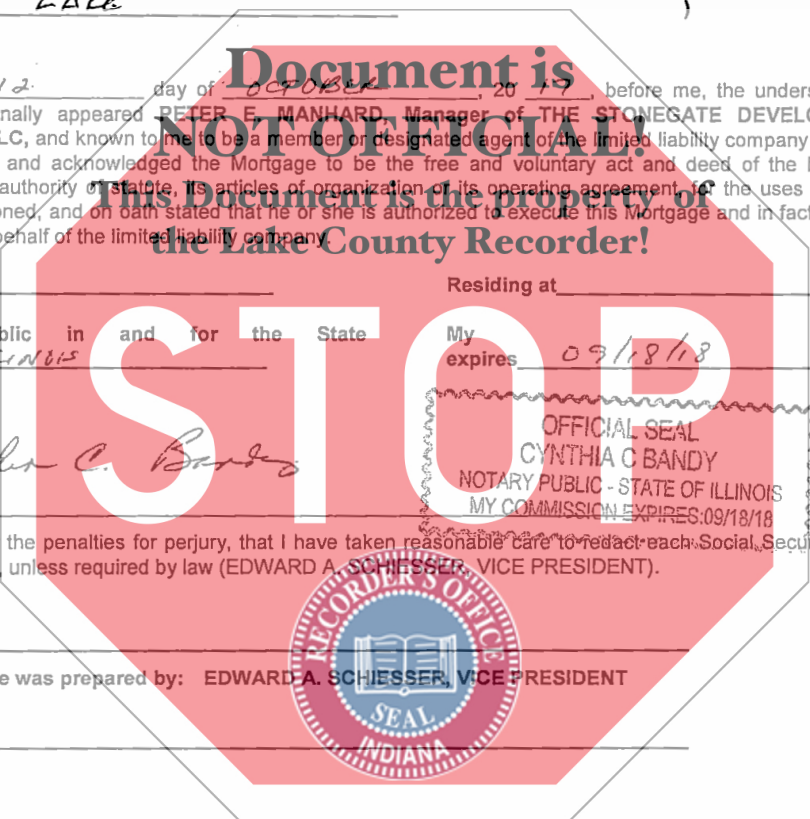 LAKE )
12 day of OCTOBER, 20 17, before me, the unders
nally appeared PETER E. MANHARD, Manager of THE STONEGATE DEVELO
LC, and known to me to be a member or designated agent of the limited liability company
and acknowledged the Mortgage to be the free and voluntary act and deed of the l
authority of statute, its articles of organization or its operating agreement, for the uses
oned, and on oath stated that he or she is authorized to execute this Mortgage and in fact
behalf of the limited liability company.
Document is
NOT OFFICIAL!
This Document is the property of
the Lake County Recorder!
Residing at
blic in and for the State My
expires 09/18/18
STOP
OFFICIAL SEAL
CYNTHIA C BANDY
NOTARY PUBLIC - STATE OF ILLINOIS
MY COMMISSION EXPIRES:09/18/18
C. Bandy
the penalties for perjury, that I have taken reasonable care to redact each Social Secu
, unless required by law (EDWARD A. SCHIESSER, VICE PRESIDENT).
RECORDER'S OFFICE
SEAL
INDIANA
e was prepared by: EDWARD A. SCHIESSER, VICE PRESIDENT